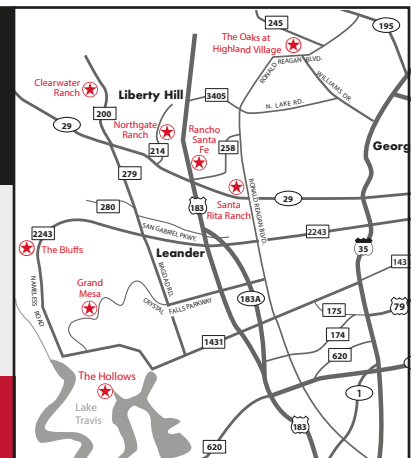 245
195
The Oaks at
Highland Village
RONALD REAGAN BLVD.
WILLIAMS DR
Clearwater
Ranch
Liberty Hill
3405
N. LAKE RD.
200
29
Northgate
Ranch
Rancho
Santa
Fe
Georg
214
258
279
RONALD REAGAN BLVD.
29
280
183
Santa
Rita Ranch
2243
SAN GABRIEL PKWY.
2243
The Bluffs
Leander
35
143
NAMELESS ROAD
Grand
Mesa
BAGDAD RD.
CRYSTAL FALLS PARKWAY
183A
175
79
174
1431
620
The Hollows
1
Lake
Travis
183
620